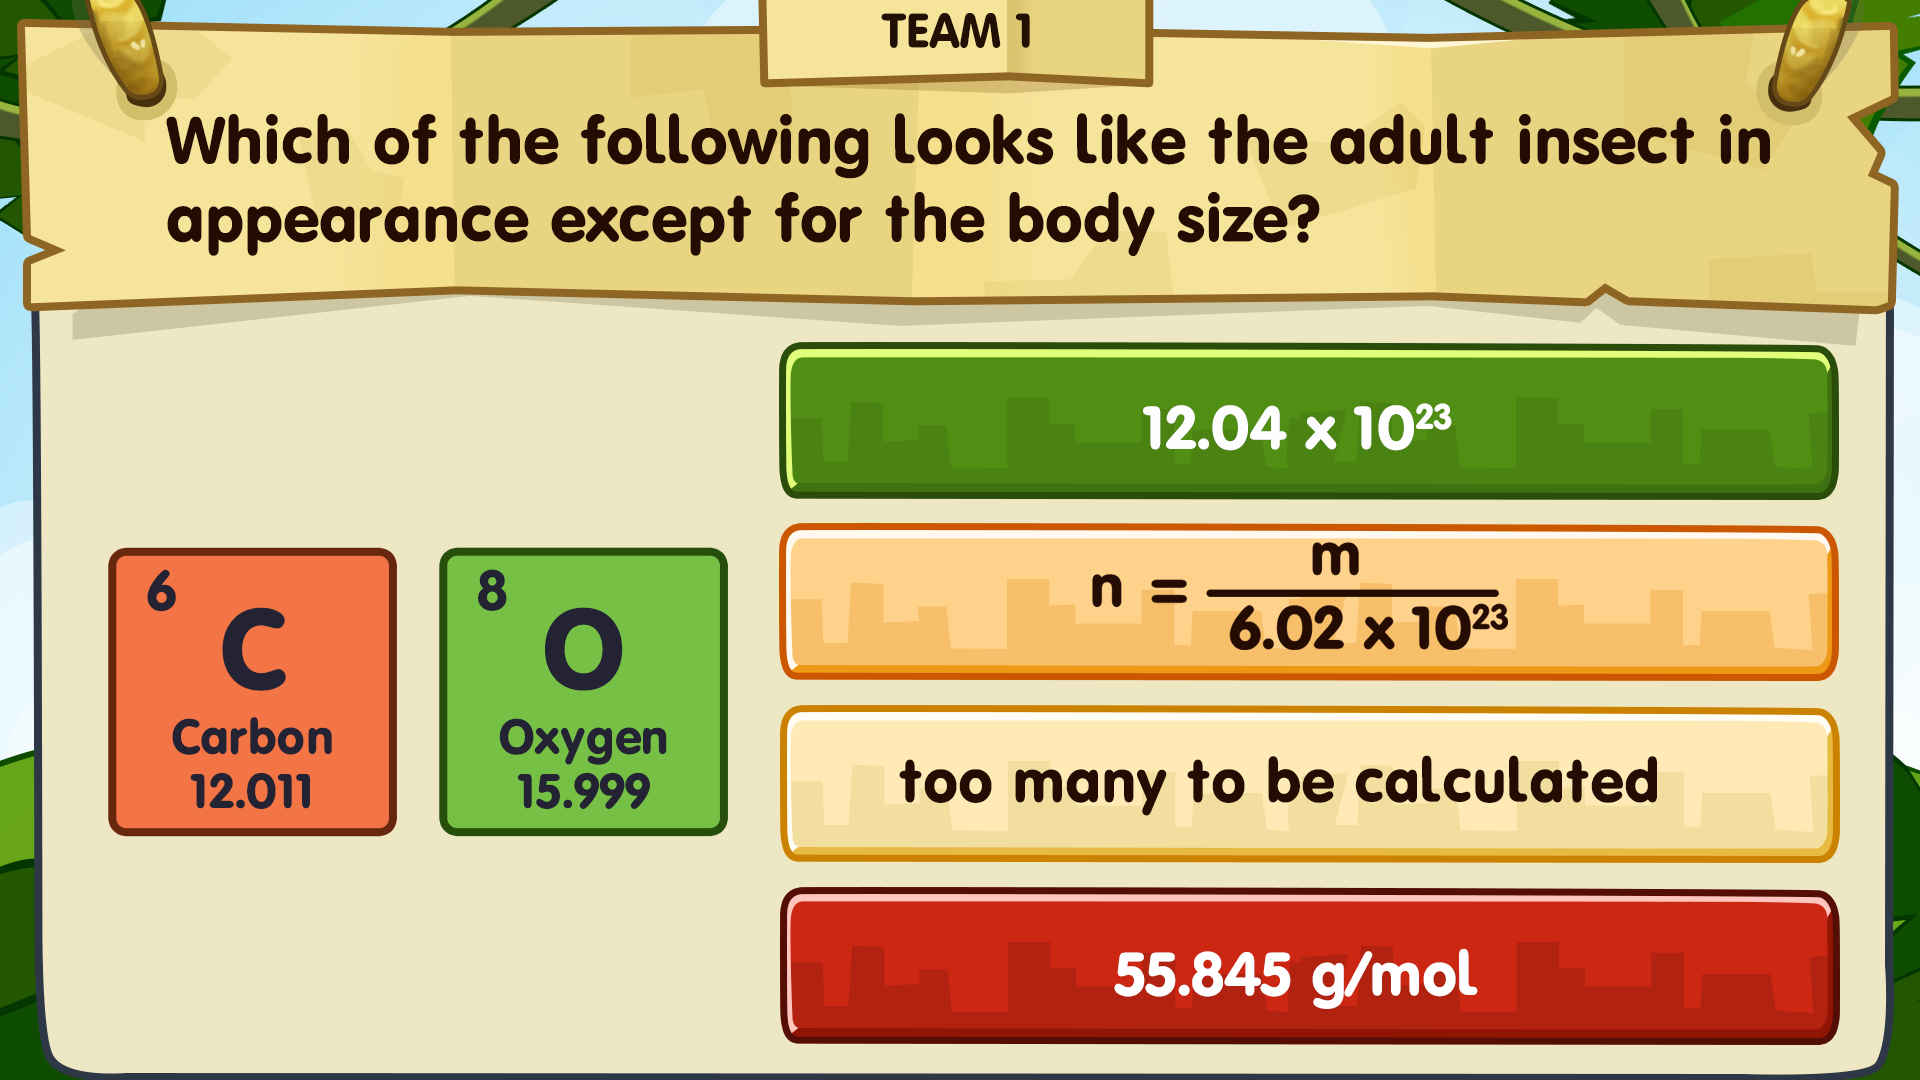 TEAM 1
Which of the following looks like the adult insect in
appearance except for the body size?
12.04 x 10²³
6
C
Carbon
12.011
8
O
Oxygen
15.999
n = m
6.02 x 10²³
too many to be calculated
55.845 g/mol